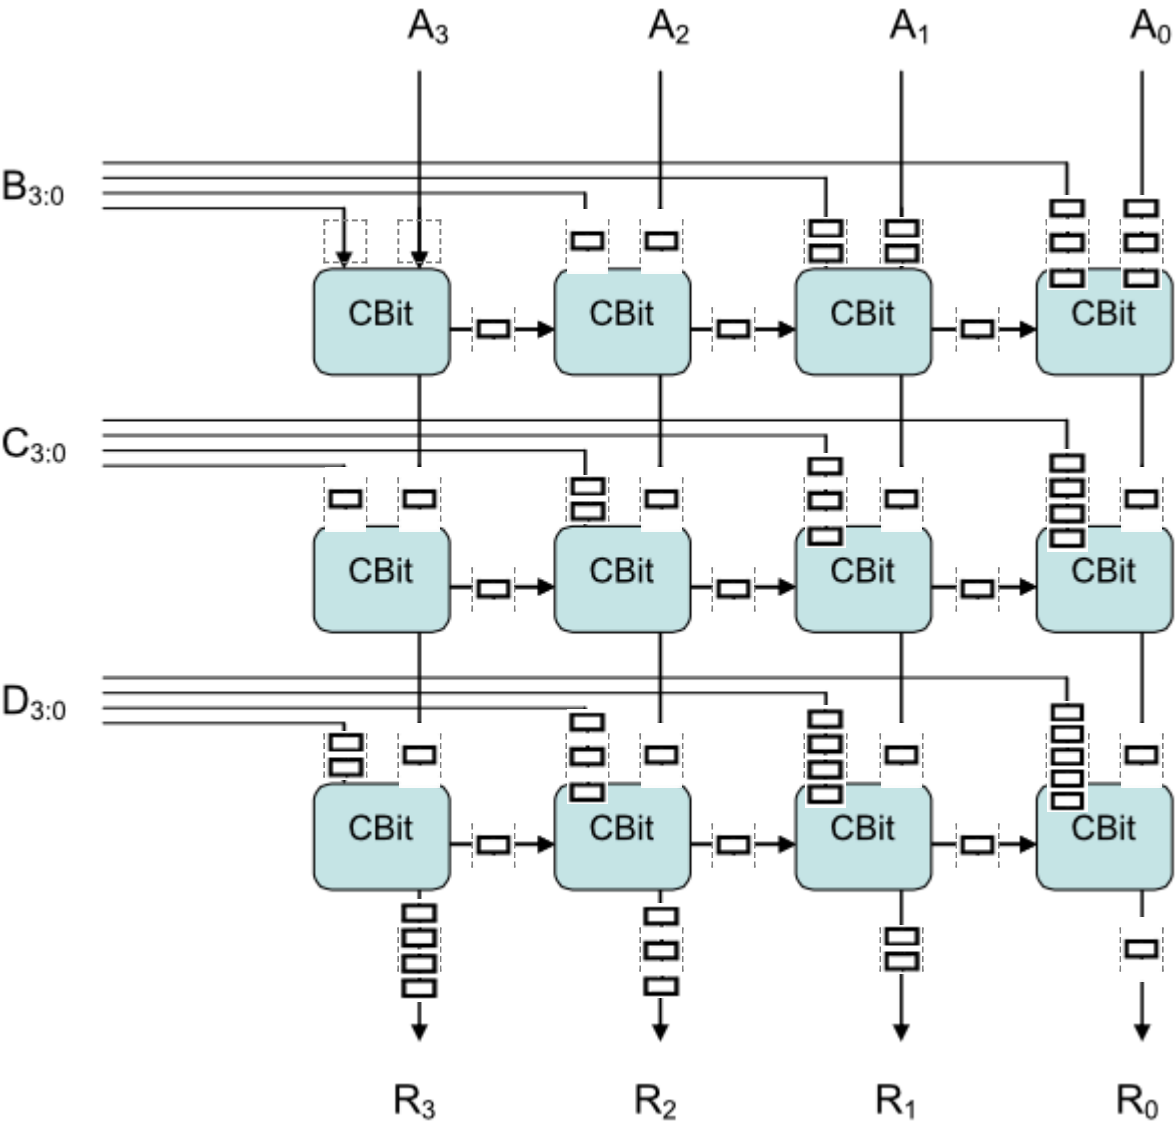 A₃ A₂ A₁ A₀
B₃:₀
CBit CBit CBit CBit
C₃:₀
CBit CBit CBit CBit
D₃:₀
CBit CBit CBit CBit
R₃ R₂ R₁ R₀